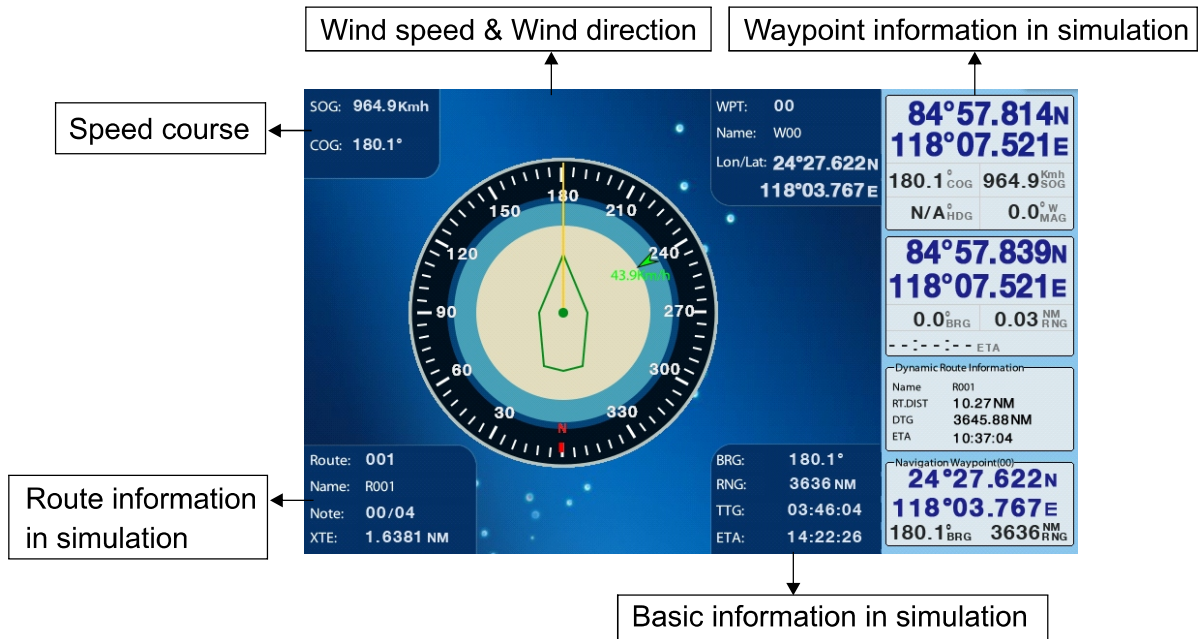 Wind speed & Wind direction
Waypoint information in simulation
Speed course
SOG: 964.9Kmh
COG: 180.1°
WPT: 00
Name: W00
Lon/Lat: 24°27.622N
118°03.767E
180
210
240
270
300
330
N
30
60
90
120
150
43.9Km/h
84°57.814N
118°07.521E
180.1°COG 964.9Kmh SOG
N/A°HDG 0.0°W MAG
84°57.839N
118°07.521E
0.0°BRG 0.03 NM RNG
--:--:-- ETA
Dynamic Route Information
Name R001
RT.DIST 10.27NM
DTG 3645.88NM
ETA 10:37:04
Navigation Waypoint(00)
24°27.622N
118°03.767E
180.1°BRG 3636NM RNG
Route information
in simulation
Route: 001
Name: R001
Note: 00/04
XTE: 1.6381 NM
BRG: 180.1°
RNG: 3636 NM
TTG: 03:46:04
ETA: 14:22:26
Basic information in simulation